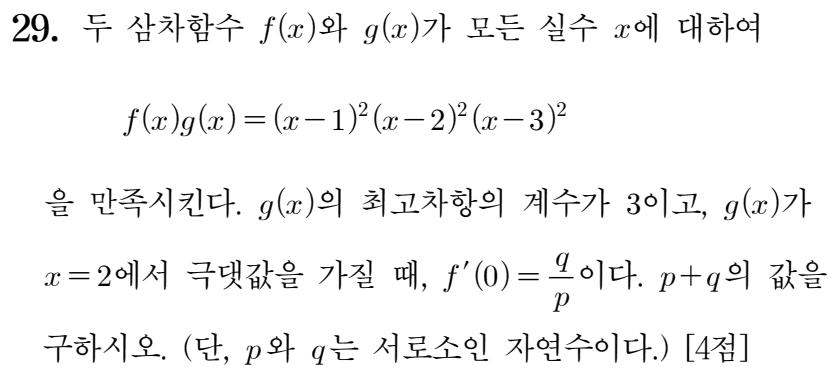 29. 두 삼차함수 f(x)와 g(x)가 모든 실수 x에 대하여
f(x)g(x)=(x-1)²(x-2)²(x-3)²
을 만족시킨다. g(x)의 최고차항의 계수가 3이고, g(x)가
x=2에서 극댓값을 가질 때, f′(0)=q/p이다. p+q의 값을
구하시오. (단, p와 q는 서로소인 자연수이다.) [4점]